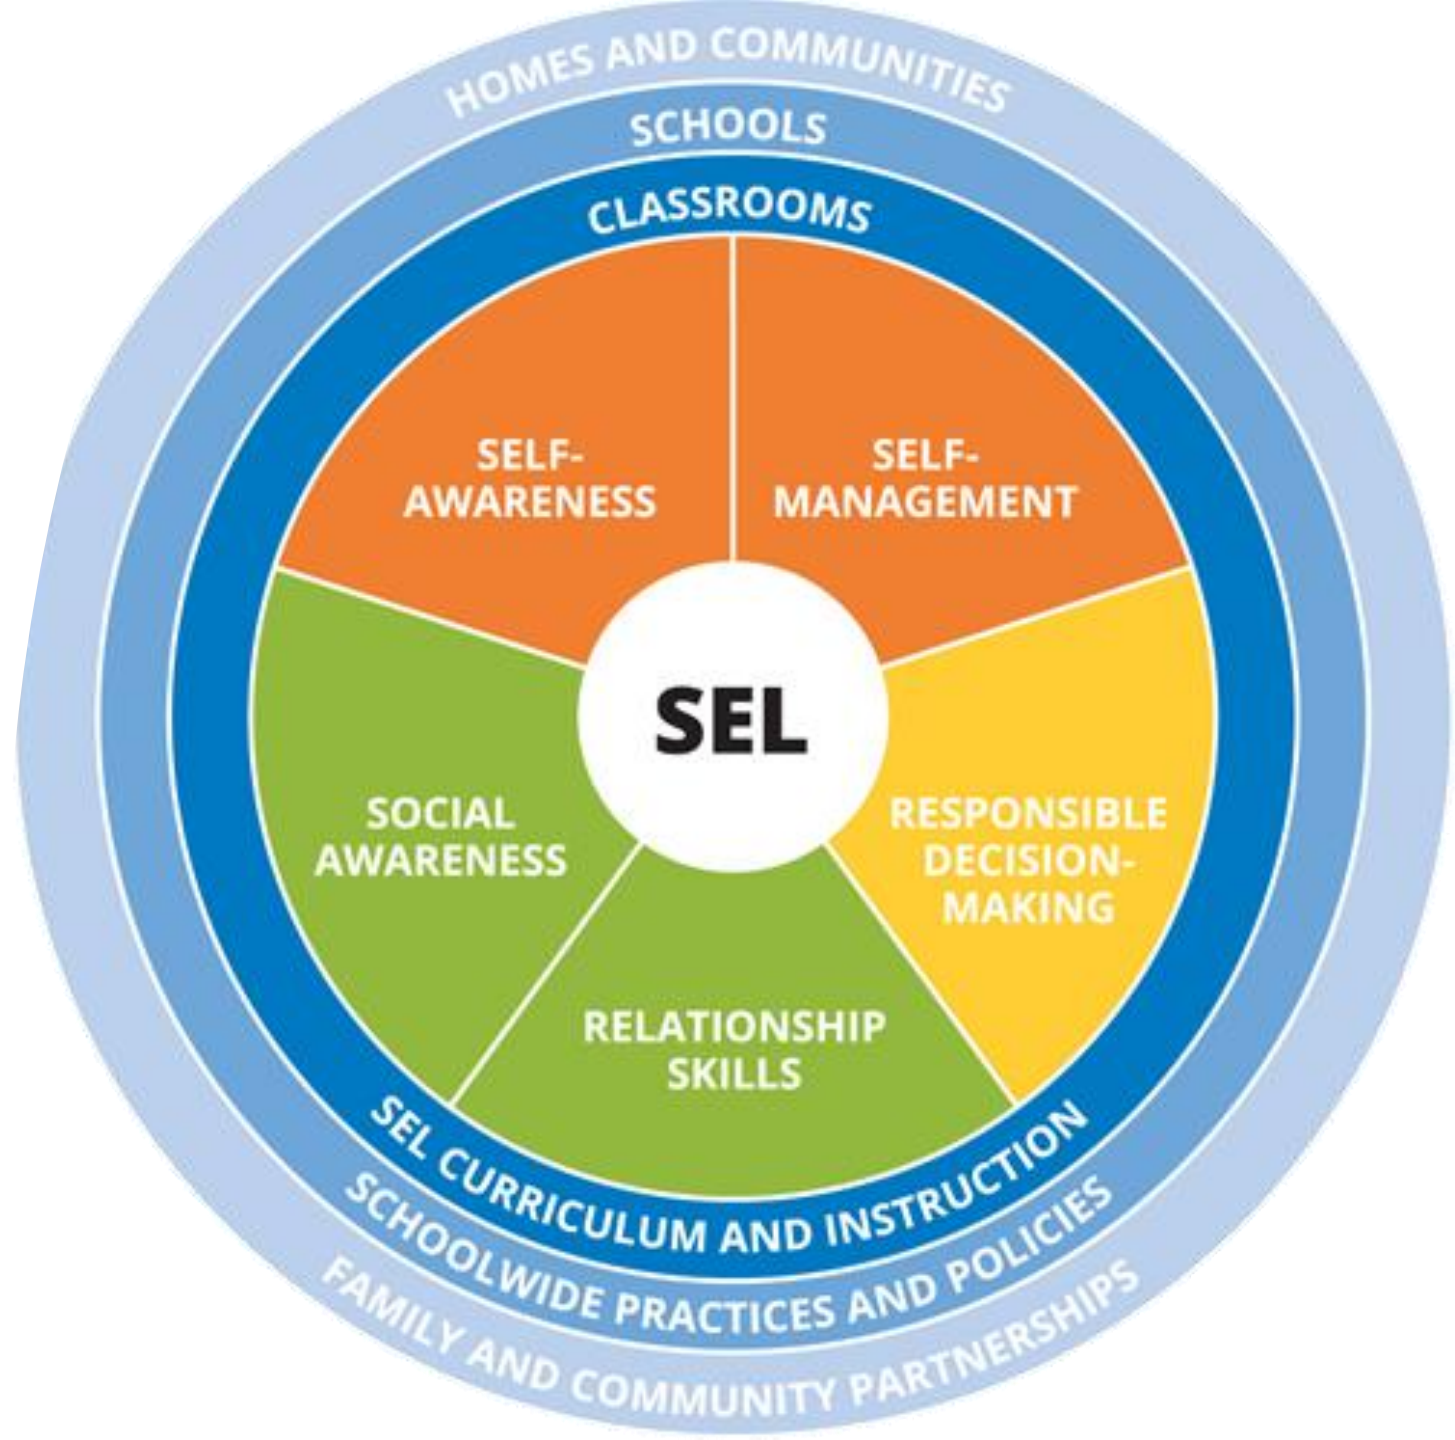 HOMES AND COMMUNITIES
SCHOOLS
CLASSROOMS
SELF-
AWARENESS
SELF-
MANAGEMENT
SEL
SOCIAL
AWARENESS
RESPONSIBLE
DECISION-
MAKING
RELATIONSHIP
SKILLS
SEL CURRICULUM AND INSTRUCTION
SCHOOLWIDE PRACTICES AND POLICIES
FAMILY AND COMMUNITY PARTNERSHIPS